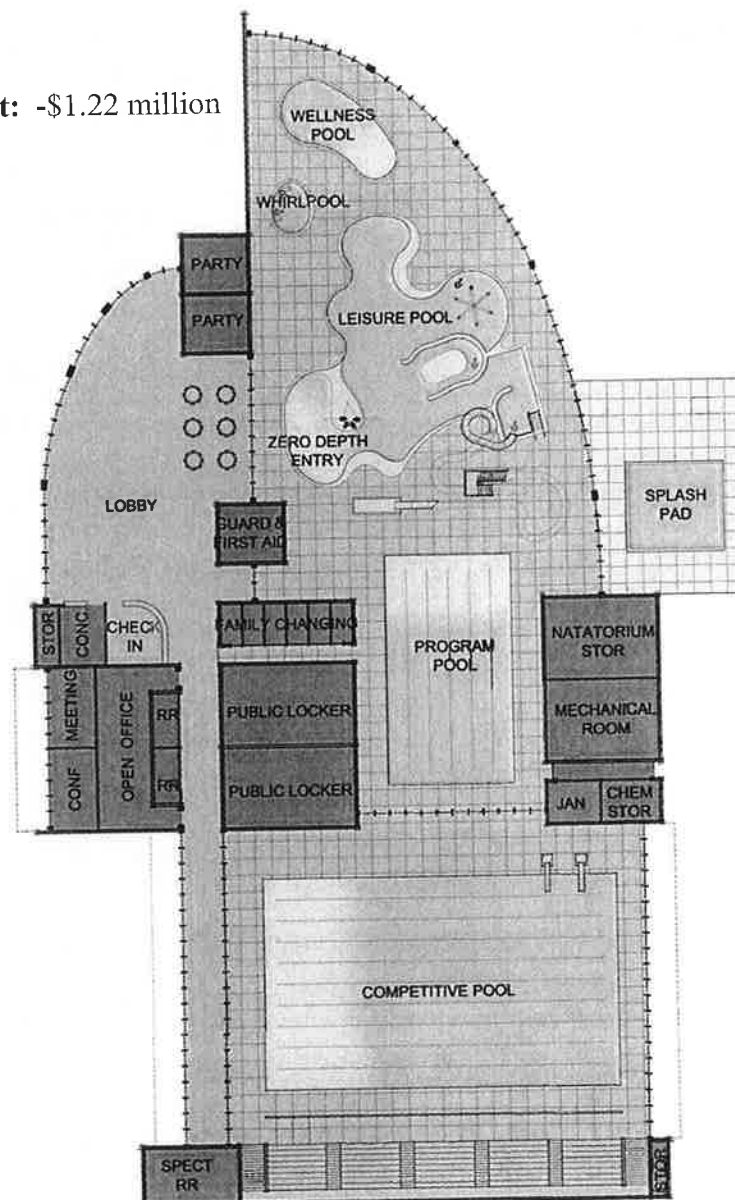 t: -$1.22 million
WELLNESS
POOL
WHIRLPOOL
PARTY
PARTY
LEISURE POOL
ZERO DEPTH
ENTRY
SPLASH
PAD
LOBBY
GUARD &
FIRST AID
STOR
CONC.
CHECK
IN
FAMILY CHANGING
PROGRAM
POOL
NATATORIUM
STOR
MEETING
OPEN OFFICE
RR
PUBLIC LOCKER
MECHANICAL
ROOM
CONF
RR
PUBLIC LOCKER
JAN
CHEM
STOR
COMPETITIVE POOL
SPECT
RR
STOR